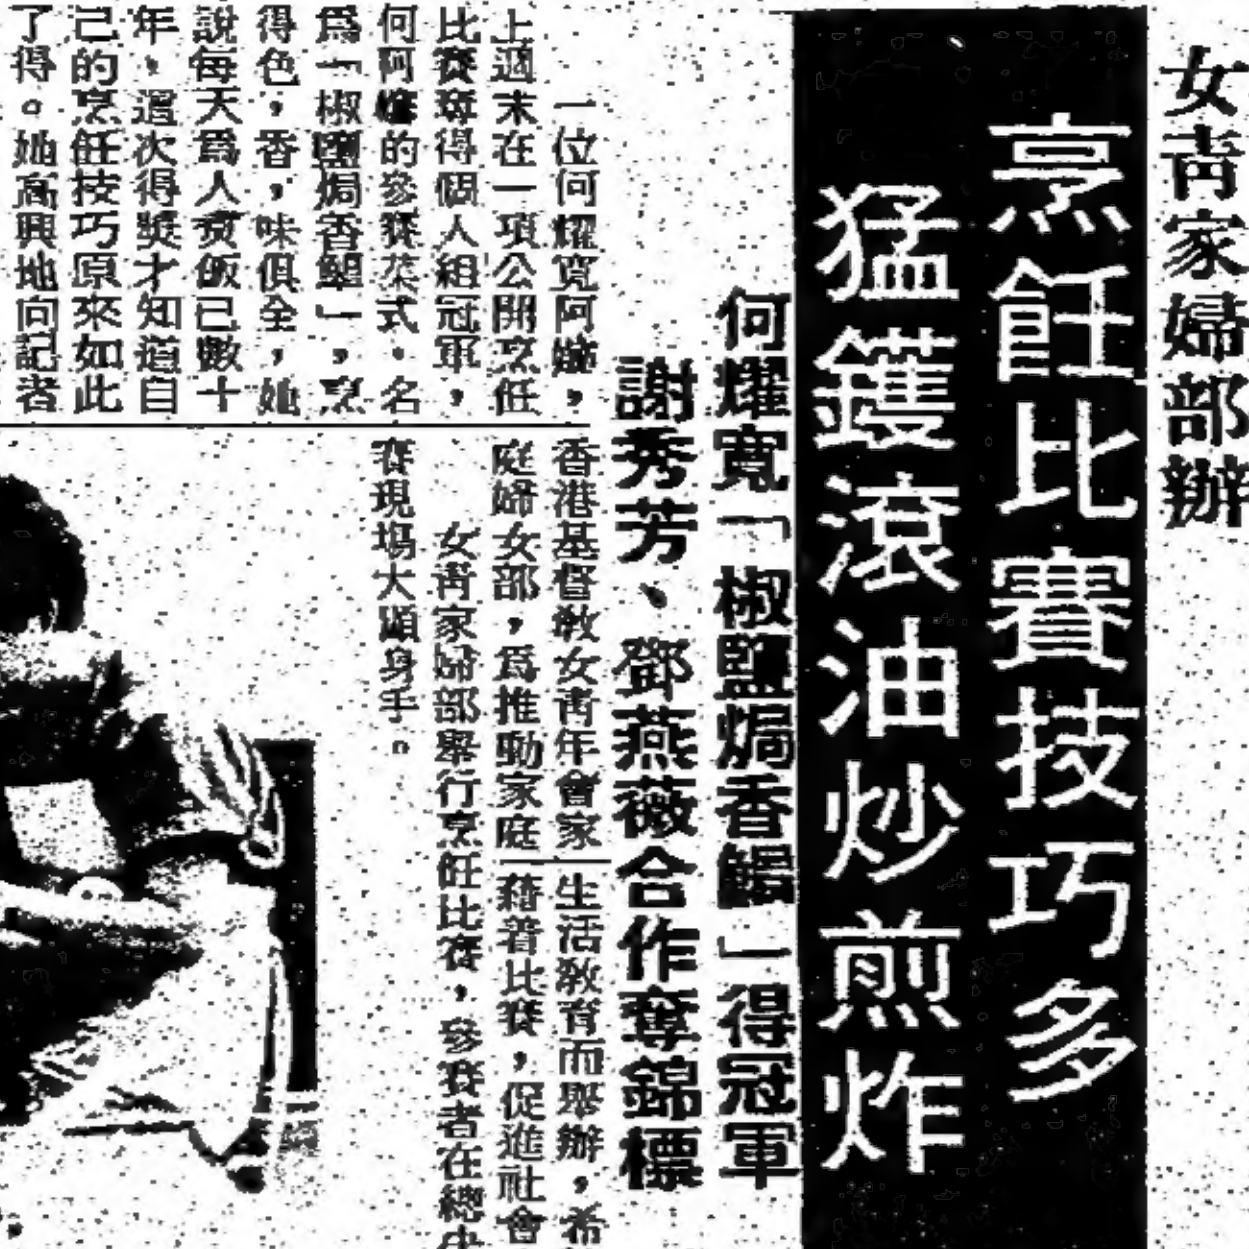 女青家婦部辦
烹飪比賽技巧多
猛鑊滾油炒煎炸
何燿寬「椒鹽焗香鯧」得冠軍
謝秀芳、鄧燕薇合作奪錦標
一位何燿寬阿嬸，
上週末在一項公開烹飪
比賽奪得個人組冠軍，
何阿嬸的參賽菜式，名
爲「椒鹽焗香鯧」，烹
得色，香，味俱全，她
說每天爲人煮飯已數十
年，這次得獎才知道自
己的烹飪技巧原來如此
了得。她高興地向記者
香港基督教女青年會家
庭婦女部，爲推動家庭
生活教育而舉辦，希
藉着比賽，促進社會
女青家婦部舉行烹飪比賽，參賽者在總
賽現場大顯身手。